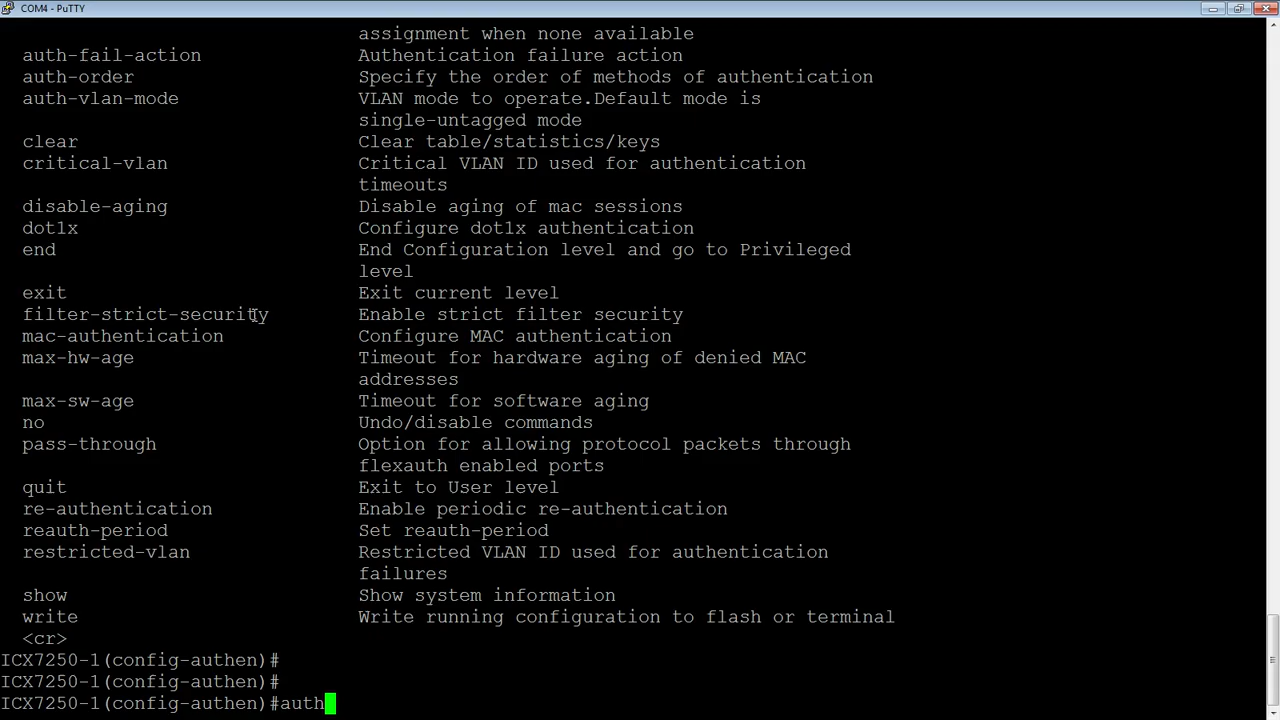 COM4 - PuTTY
assignment when none available
auth-fail-action Authentication failure action
auth-order Specify the order of methods of authentication
auth-vlan-mode VLAN mode to operate.Default mode is
single-untagged mode
clear Clear table/statistics/keys
critical-vlan Critical VLAN ID used for authentication
timeouts
disable-aging Disable aging of mac sessions
dot1x Configure dot1x authentication
end End Configuration level and go to Privileged
level
exit Exit current level
filter-strict-security Enable strict filter security
mac-authentication Configure MAC authentication
max-hw-age Timeout for hardware aging of denied MAC
addresses
max-sw-age Timeout for software aging
no Undo/disable commands
pass-through Option for allowing protocol packets through
flexauth enabled ports
quit Exit to User level
re-authentication Enable periodic re-authentication
reauth-period Set reauth-period
restricted-vlan Restricted VLAN ID used for authentication
failures
show Show system information
write Write running configuration to flash or terminal
<cr>
ICX7250-1(config-authen)#
ICX7250-1(config-authen)#
ICX7250-1(config-authen)#auth